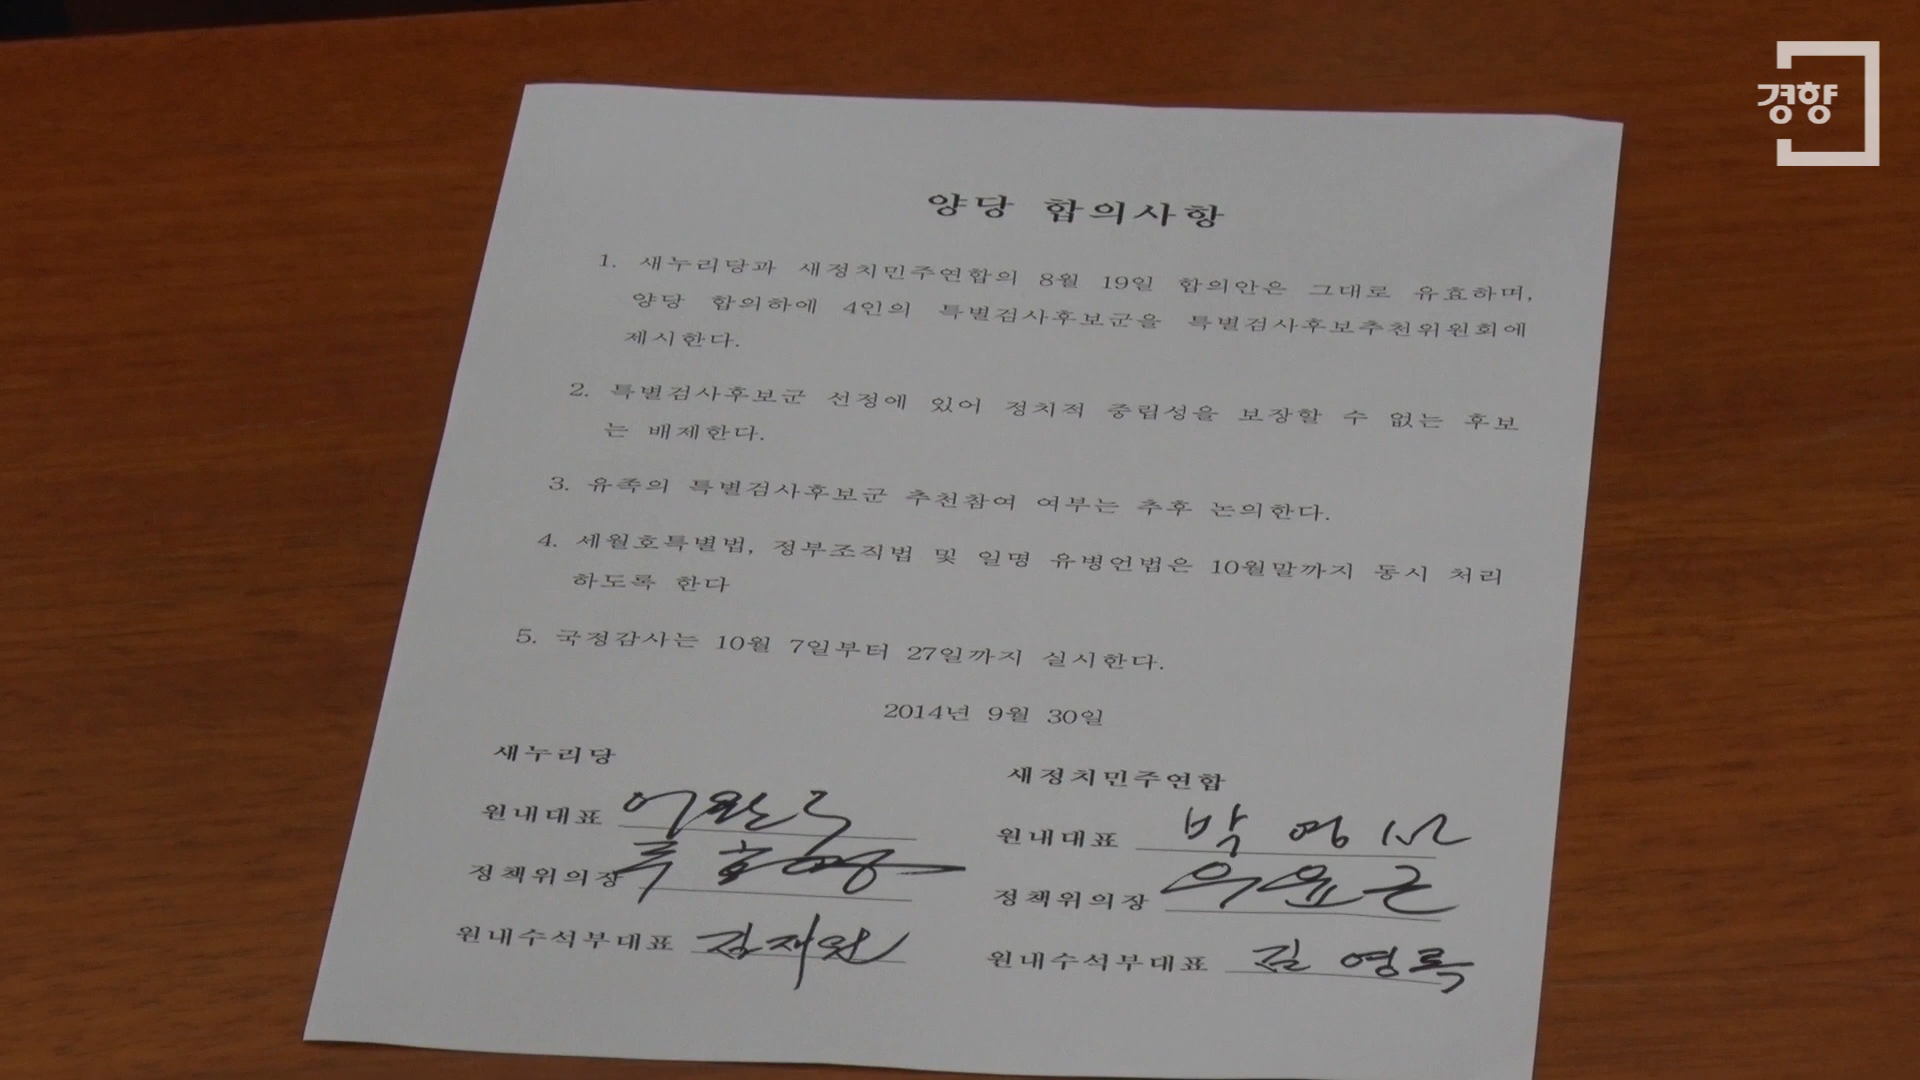 경향
양당 합의사항
1. 새누리당과 새정치민주연합의 8월 19일 합의안은 그대로 유효하며,
양당 합의하에 4인의 특별검사후보군을 특별검사후보추천위원회에
제시한다.
2. 특별검사후보군 선정에 있어 정치적 중립성을 보장할 수 없는 후보
는 배제한다.
3. 유족의 특별검사후보군 추천참여 여부는 추후 논의한다.
4. 세월호특별법, 정부조직법 및 일명 유병언법은 10월말까지 동시 처리
하도록 한다
5. 국정감사는 10월 7일부터 27일까지 실시한다.
2014년 9월 30일
새누리당
원내대표 이완구
정책위의장 주호영
원내수석부대표 김재원
새정치민주연합
원내대표 박영선
정책위의장 우윤근
원내수석부대표 김영록